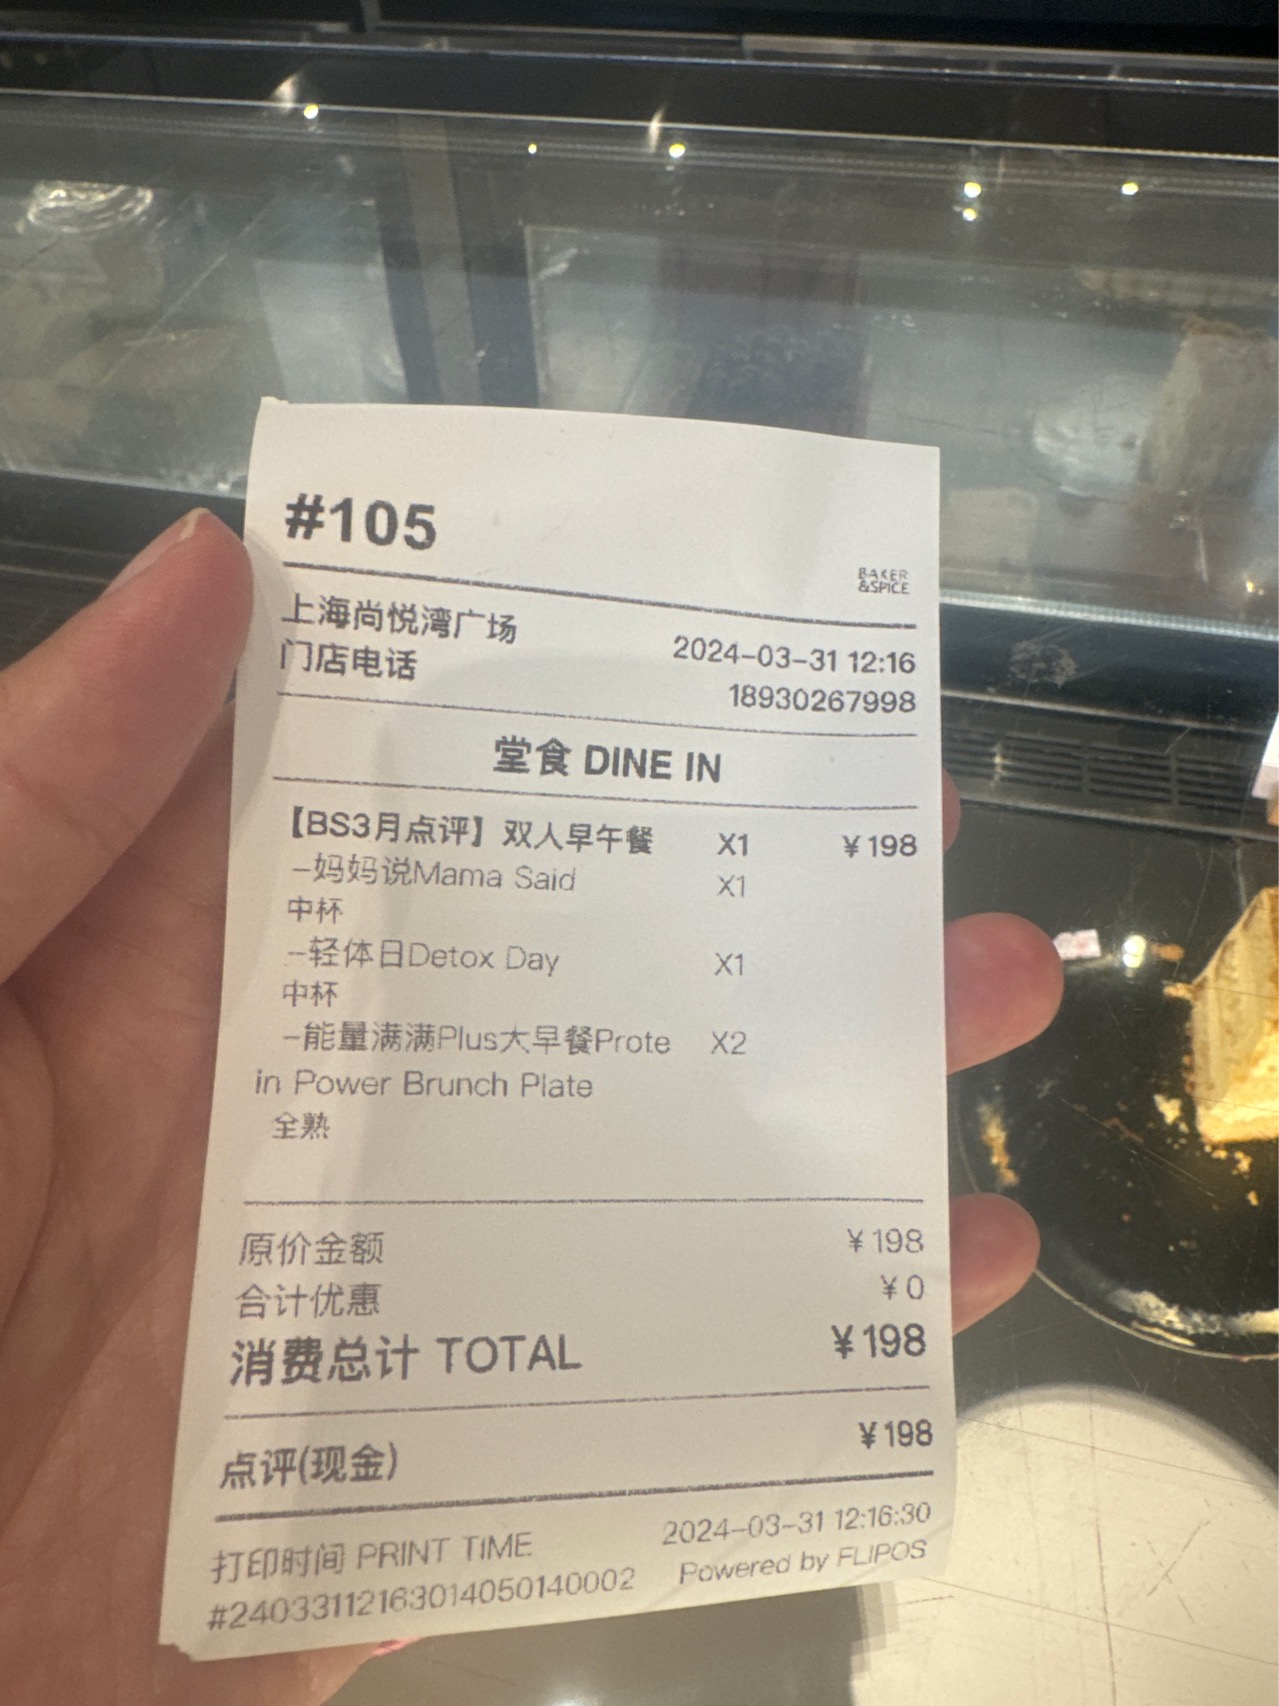 #105
BAKER
&SPICE
上海尚悦湾广场 2024-03-31 12:16
门店电话 18930267998
堂食 DINE IN
【BS3月点评】双人早午餐 X1 ¥198
-妈妈说Mama Said X1
中杯
-轻体日Detox Day X1
中杯
-能量满满Plus大早餐Prote X2
in Power Brunch Plate
全熟
原价金额 ¥198
合计优惠 ¥0
消费总计 TOTAL ¥198
点评(现金) ¥198
打印时间 PRINT TIME 2024-03-31 12:16:30
#24033112163014050140002 Powered by FLIPOS